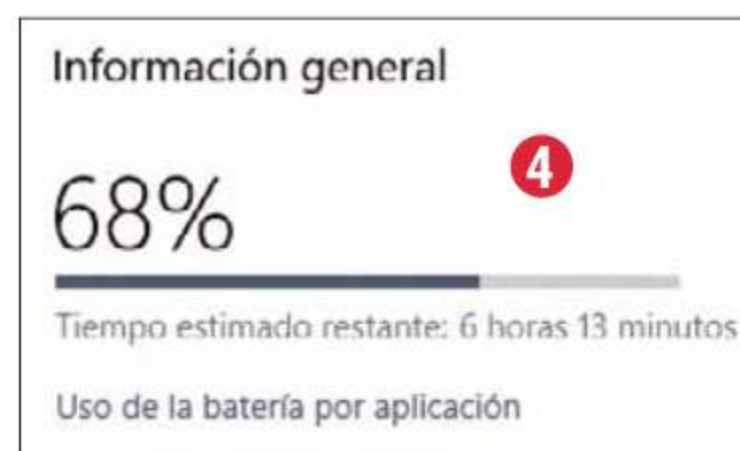 Información general
4
68%
Tiempo estimado restante: 6 horas 13 minutos
Uso de la batería por aplicación